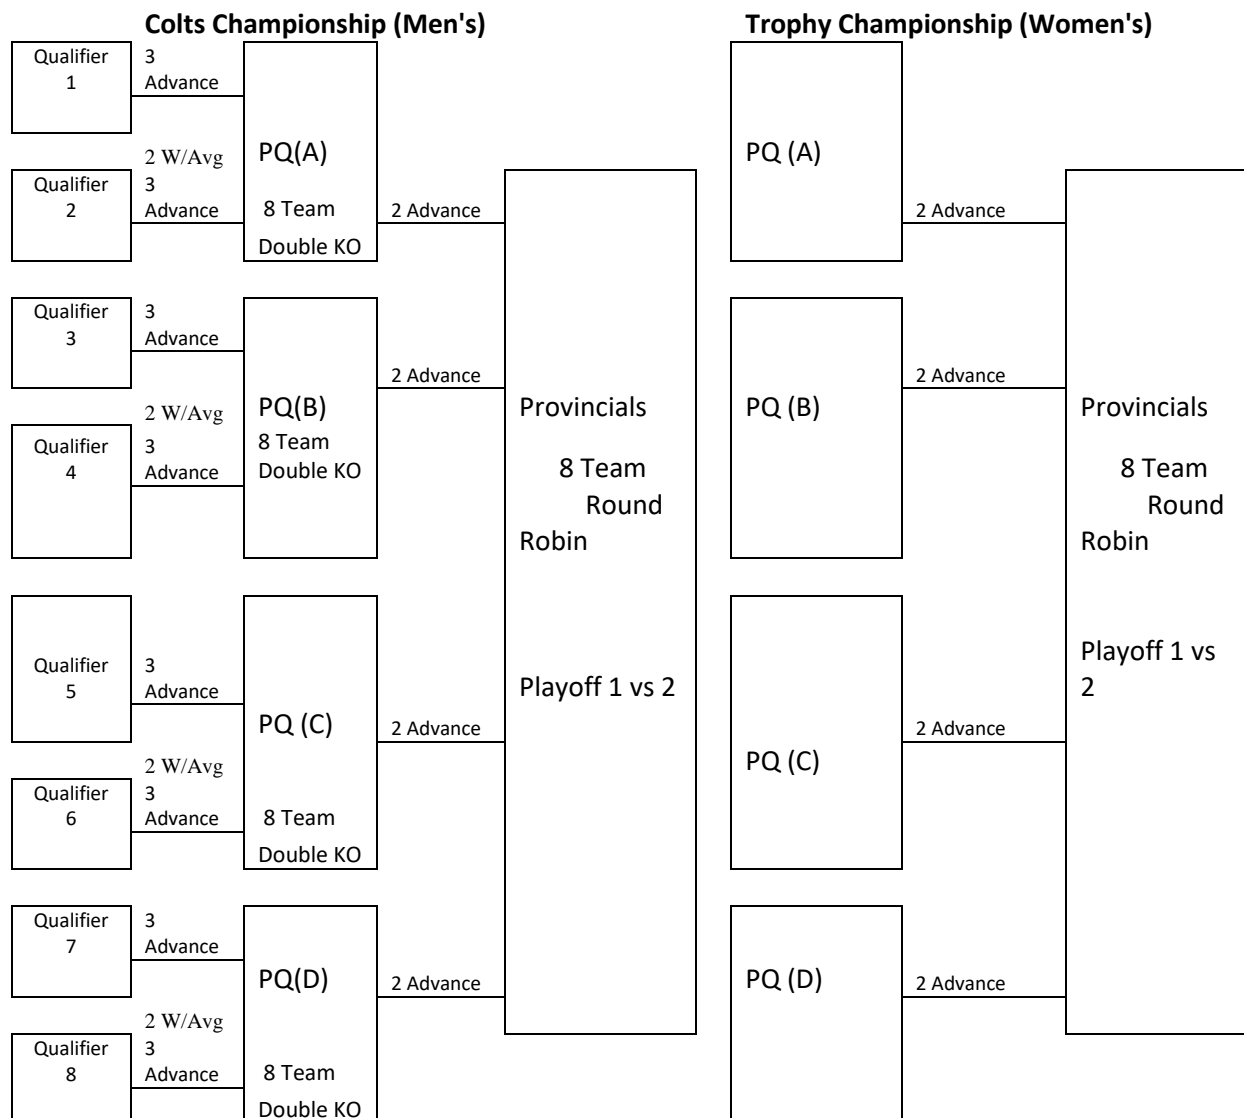 Colts Championship (Men's)
Trophy Championship (Women's)
Qualifier
1
3
Advance
2 W/Avg
Qualifier
2
3
Advance
PQ(A)
8 Team
Double KO
2 Advance
Qualifier
3
3
Advance
2 W/Avg
Qualifier
4
3
Advance
PQ(B)
8 Team
Double KO
2 Advance
Qualifier
5
3
Advance
2 W/Avg
Qualifier
6
3
Advance
PQ (C)
8 Team
Double KO
2 Advance
Qualifier
7
3
Advance
2 W/Avg
Qualifier
8
3
Advance
PQ(D)
8 Team
Double KO
2 Advance
Provincials
8 Team
Round
Robin
Playoff 1 vs 2
PQ (A)
2 Advance
PQ (B)
2 Advance
PQ (C)
2 Advance
PQ (D)
2 Advance
Provincials
8 Team
Round
Robin
Playoff 1 vs
2